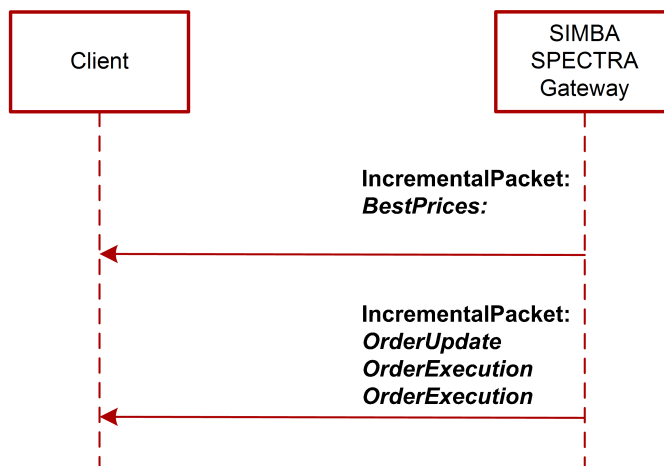 Client
SIMBA
SPECTRA
Gateway
IncrementalPacket:
BestPrices:
IncrementalPacket:
OrderUpdate
OrderExecution
OrderExecution